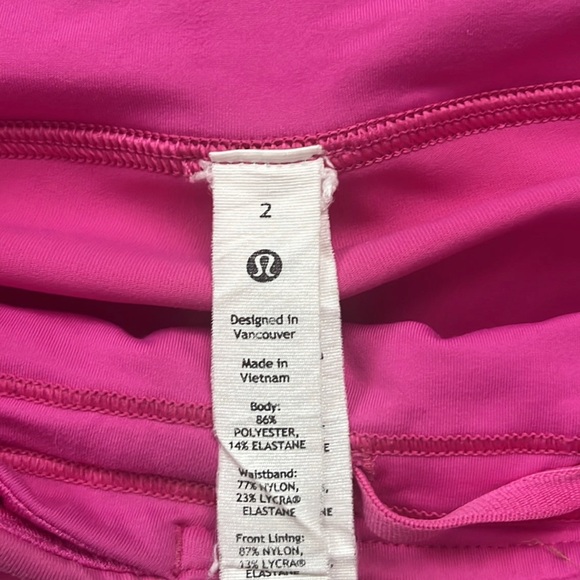 2
Designed in
Vancouver
Made in
Vietnam
Body:
86%
POLYESTER,
14% ELASTANE
Waistband:
77% NYLON,
23% LYCRA®
ELASTANE
Front Lining:
87% NYLON,
13% LYCRA®
ELASTANE